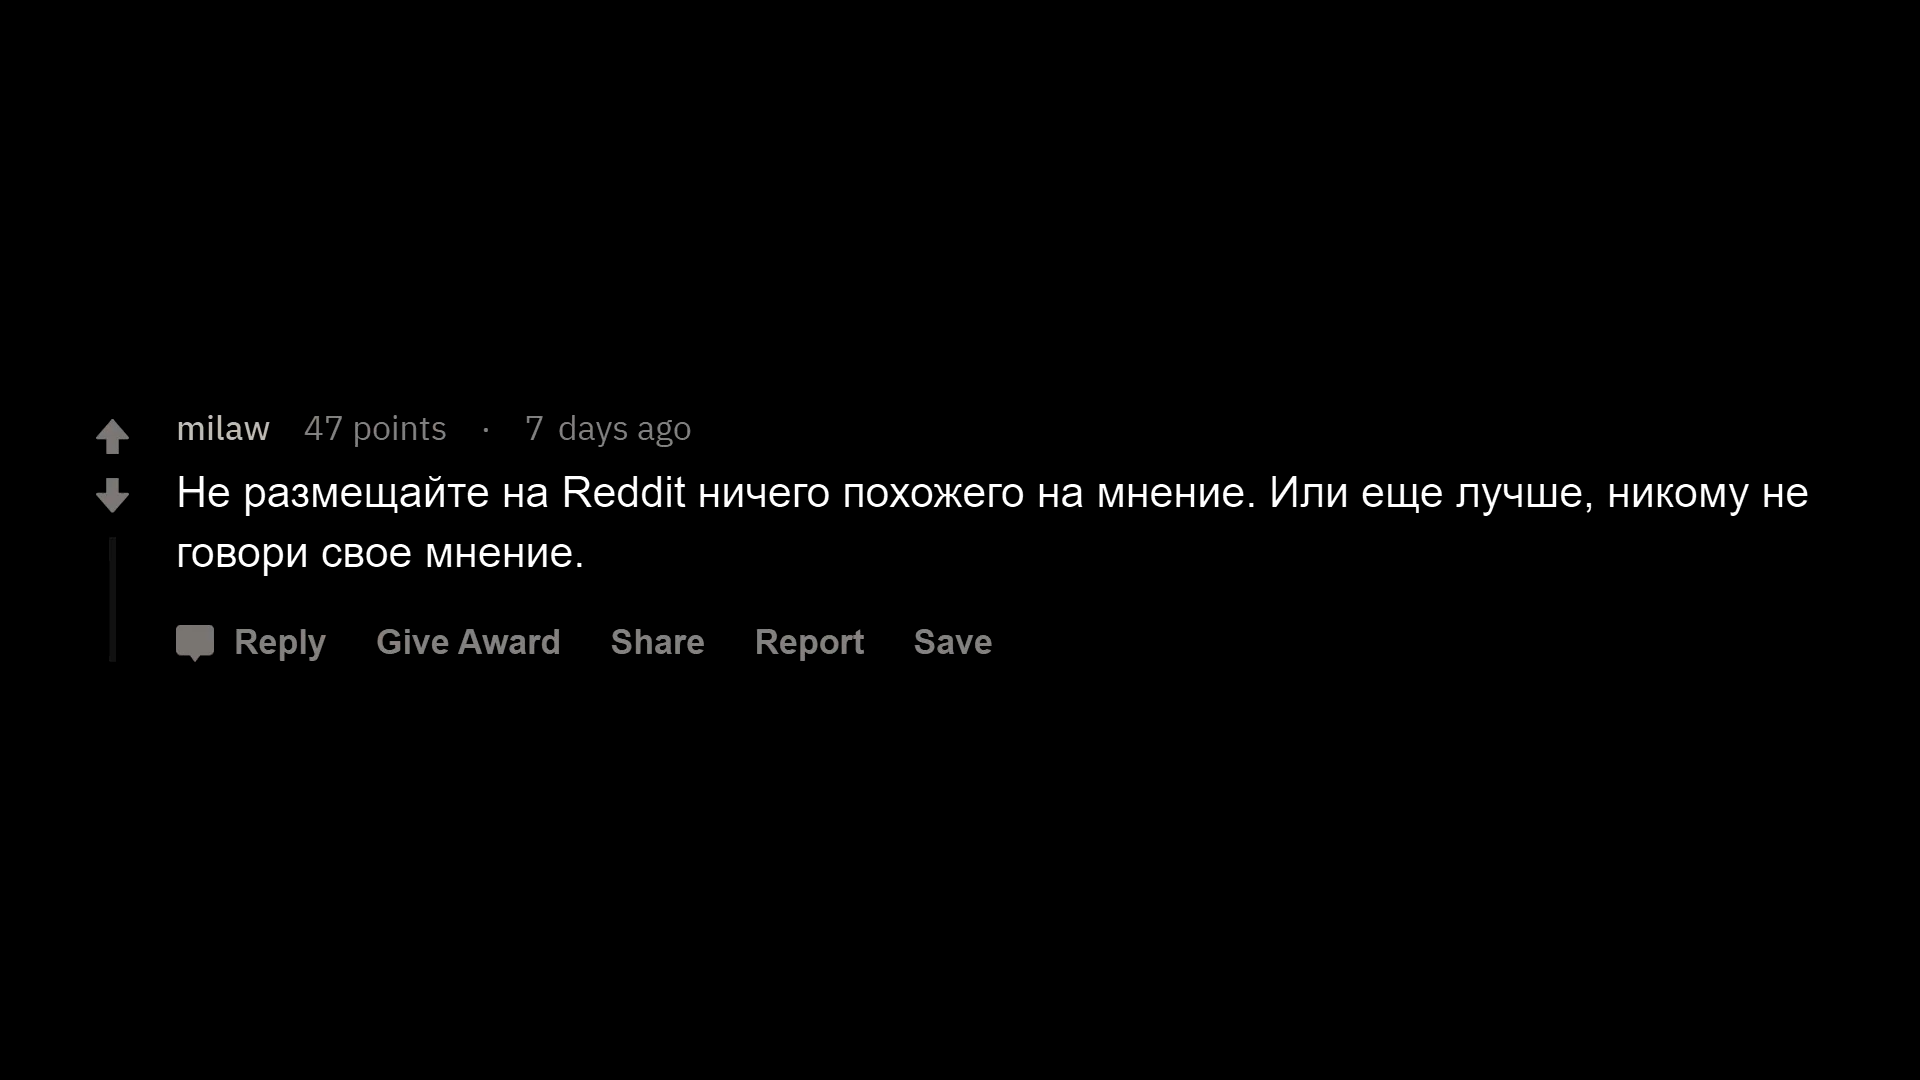 milaw 47 points · 7 days ago
Не размещайте на Reddit ничего похожего на мнение. Или еще лучше, никому не
говори свое мнение.
Reply Give Award Share Report Save